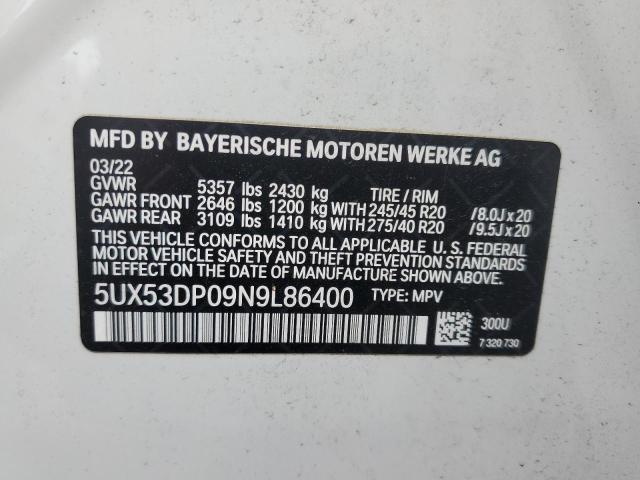 MFD BY BAYERISCHE MOTOREN WERKE AG
03/22
GVWR 5357 lbs 2430 kg TIRE / RIM
GAWR FRONT 2646 lbs 1200 kg WITH 245/45 R20 /8.0J x 20
GAWR REAR 3109 lbs 1410 kg WITH 275/40 R20 /9.5J x 20
THIS VEHICLE CONFORMS TO ALL APPLICABLE U. S. FEDERAL
MOTOR VEHICLE SAFETY AND THEFT PREVENTION STANDARDS
IN EFFECT ON THE DATE OF MANUFACTURE SHOWN ABOVE.
5UX53DP09N9L86400 TYPE: MPV
300U
7 320 730